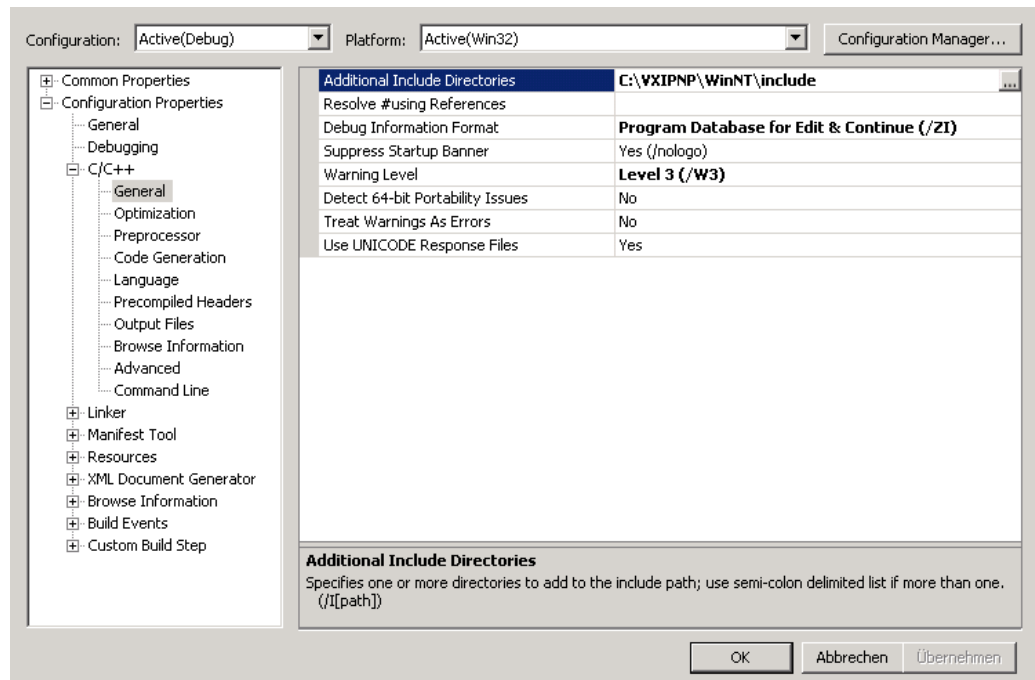 Configuration: Active(Debug) Platform: Active(Win32) Configuration Manager...
Common Properties
Configuration Properties
General
Debugging
C/C++
General
Optimization
Preprocessor
Code Generation
Language
Precompiled Headers
Output Files
Browse Information
Advanced
Command Line
Linker
Manifest Tool
Resources
XML Document Generator
Browse Information
Build Events
Custom Build Step
Additional Include Directories C:\VXIPNP\WinNT\include ...
Resolve #using References
Debug Information Format Program Database for Edit & Continue (/ZI)
Suppress Startup Banner Yes (/nologo)
Warning Level Level 3 (/W3)
Detect 64-bit Portability Issues No
Treat Warnings As Errors No
Use UNICODE Response Files Yes
Additional Include Directories
Specifies one or more directories to add to the include path; use semi-colon delimited list if more than one.
(/I[path])
OK Abbrechen Übernehmen